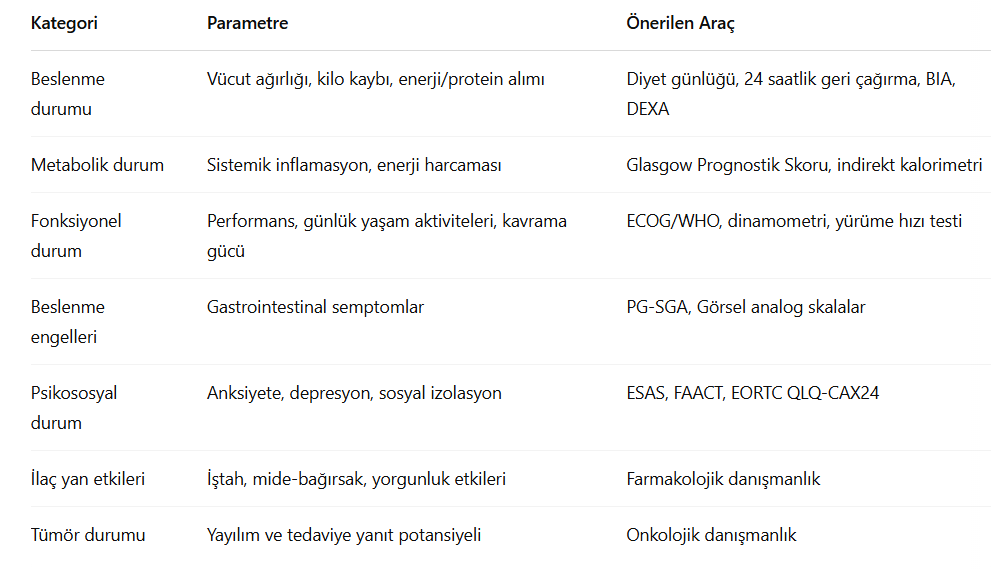 Kategori Parametre Önerilen Araç
Beslenme durumu Vücut ağırlığı, kilo kaybı, enerji/protein alımı Diyet günlüğü, 24 saatlik geri çağırma, BIA, DEXA
Metabolik durum Sistemik inflamasyon, enerji harcaması Glasgow Prognostik Skoru, indirekt kalorimetri
Fonksiyonel durum Performans, günlük yaşam aktiviteleri, kavrama gücü ECOG/WHO, dinamometri, yürüme hızı testi
Beslenme engelleri Gastrointestinal semptomlar PG-SGA, Görsel analog skalalar
Psikososyal durum Anksiyete, depresyon, sosyal izolasyon ESAS, FAACT, EORTC QLQ-CAX24
İlaç yan etkileri İştah, mide-bağırsak, yorgunluk etkileri Farmakolojik danışmanlık
Tümör durumu Yayılım ve tedaviye yanıt potansiyeli Onkolojik danışmanlık